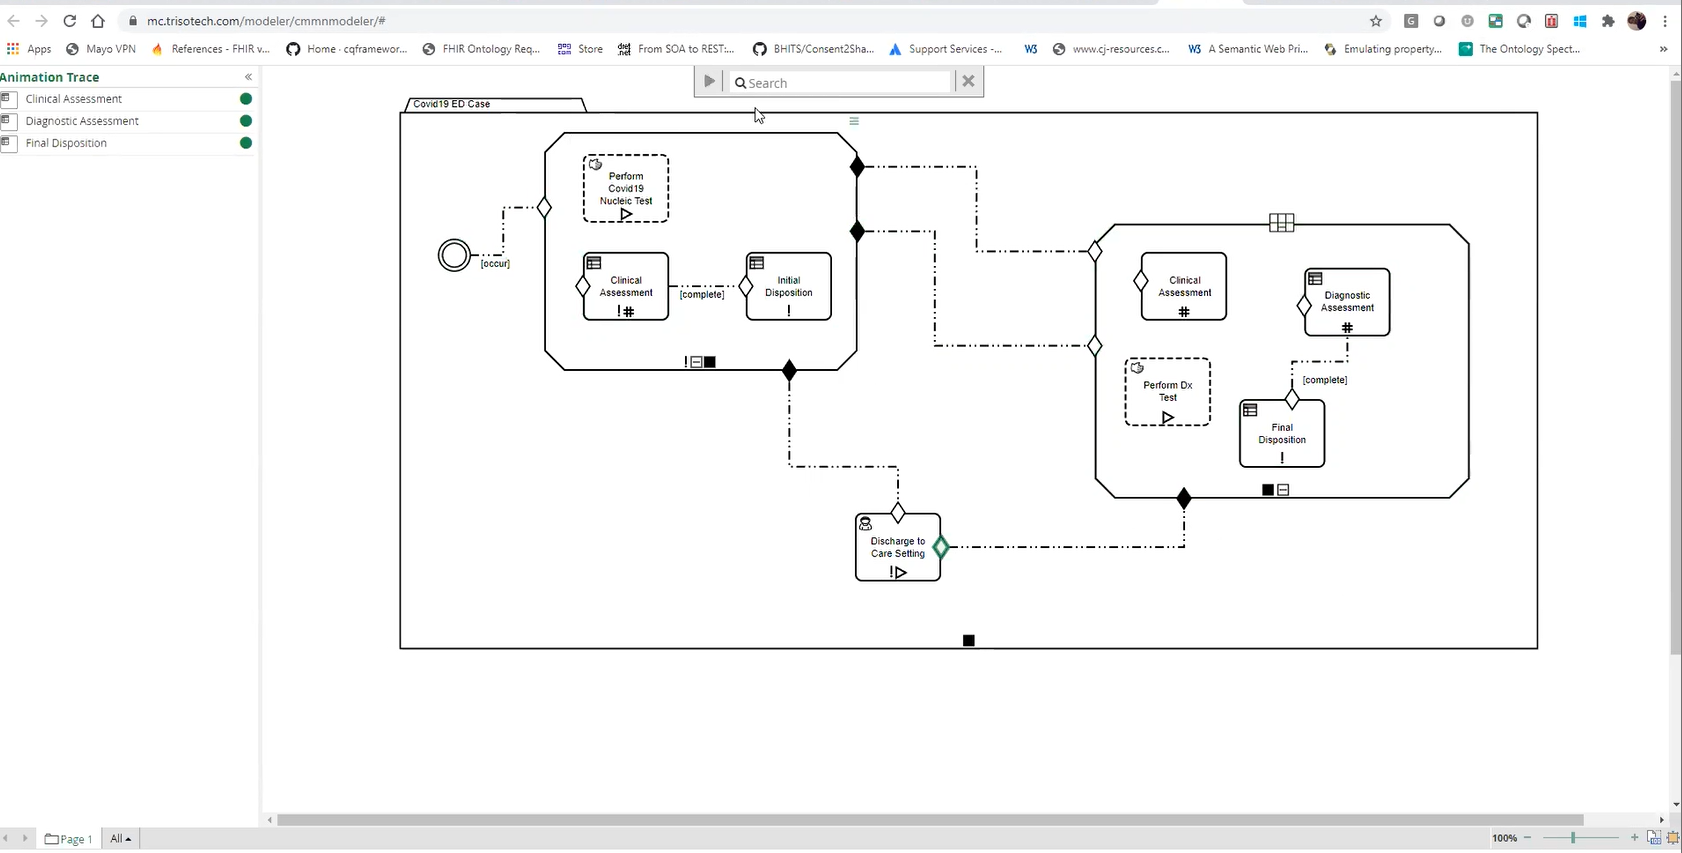 mc.trisotech.com/modeler/cmmnmodeler/#
Apps Mayo VPN References - FHIR v... Home · cqframewor... FHIR Ontology Req... Store From SOA to REST:... BHITS/Consent2Sha... Support Services -... www.cj-resources.c... A Semantic Web Pri... Emulating property... The Ontology Spect... »
Animation Trace «
Clinical Assessment
Diagnostic Assessment
Final Disposition
Search
Covid19 ED Case
Perform
Covid19
Nucleic Test
[occur]
Clinical
Assessment
! #
[complete]
Initial
Disposition
!
!
Clinical
Assessment
#
Diagnostic
Assessment
#
Perform Dx
Test
[complete]
Final
Disposition
!
Discharge to
Care Setting
!
Page 1 All 100% − +